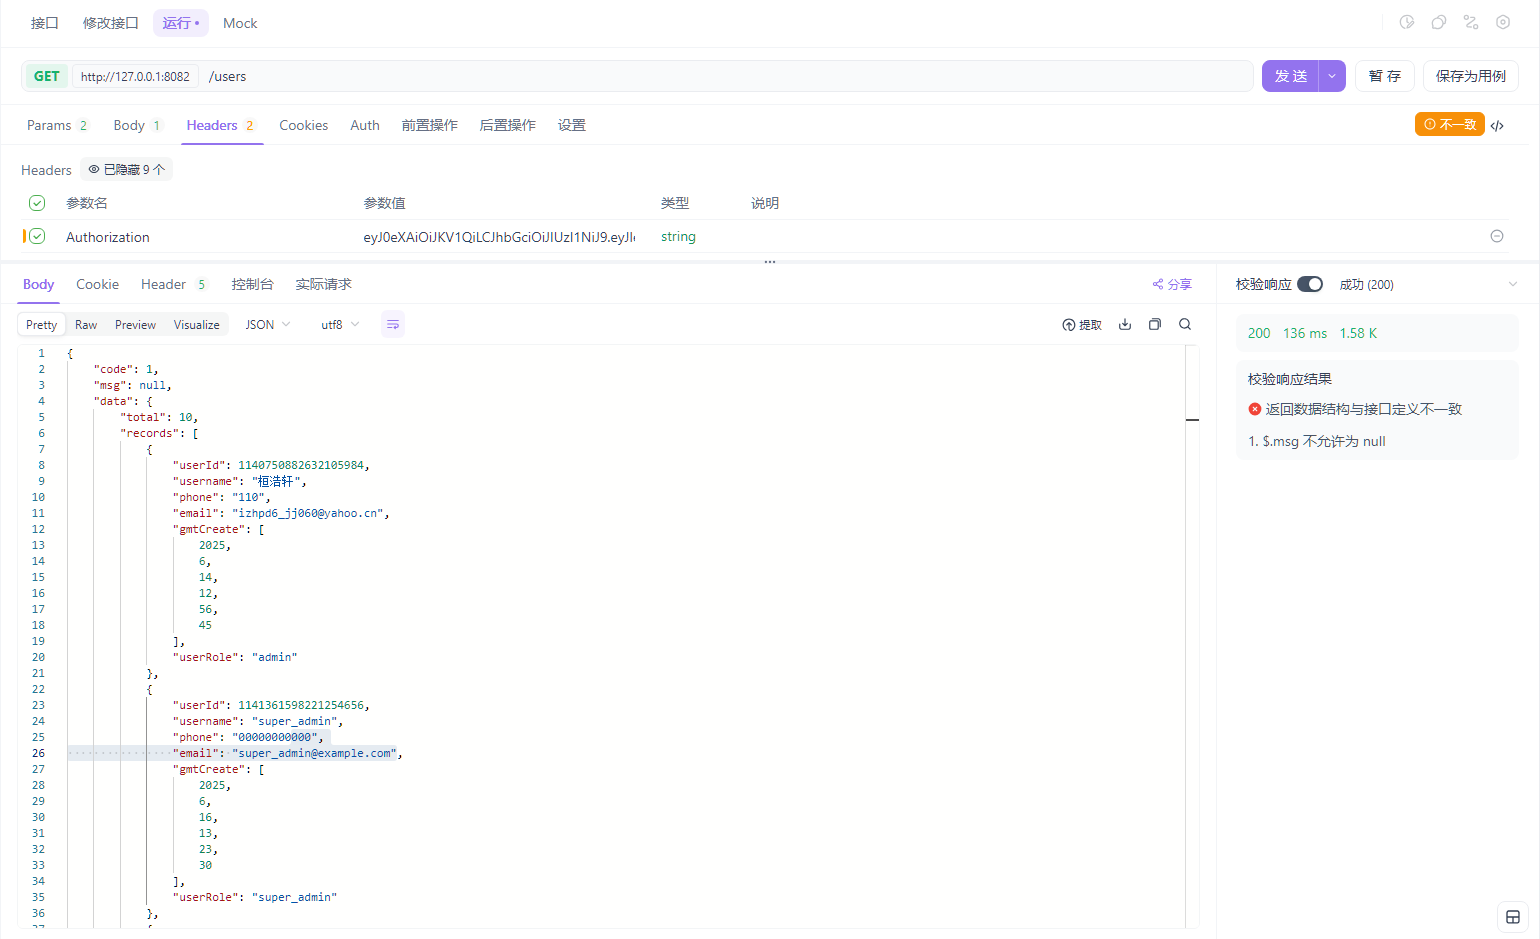 接口 修改接口 运行 • Mock
GET http://127.0.0.1:8082 /users 发 送 暂 存 保存为用例
Params 2 Body 1 Headers 2 Cookies Auth 前置操作 后置操作 设置 不一致
Headers 已隐藏 9 个
参数名 参数值 类型 说明
Authorization eyJ0eXAiOiJKV1QiLCJhbGciOiJIUzI1NiJ9.eyJl string
Body Cookie Header 5 控制台 实际请求 分享 校验响应 成功 (200)
Pretty Raw Preview Visualize JSON utf8 提取
200 136 ms 1.58 K
校验响应结果
返回数据结构与接口定义不一致
1. $.msg 不允许为 null
1 {
2 "code": 1,
3 "msg": null,
4 "data": {
5 "total": 10,
6 "records": [
7 {
8 "userId": 1140750882632105984,
9 "username": "桓浩轩",
10 "phone": "110",
11 "email": "izhpd6_jj060@yahoo.cn",
12 "gmtCreate": [
13 2025,
14 6,
15 14,
16 12,
17 56,
18 45
19 ],
20 "userRole": "admin"
21 },
22 {
23 "userId": 1141361598221254656,
24 "username": "super_admin",
25 "phone": "00000000000",
26 "email": "super_admin@example.com",
27 "gmtCreate": [
28 2025,
29 6,
30 16,
31 13,
32 23,
33 30
34 ],
35 "userRole": "super_admin"
36 },
37 {